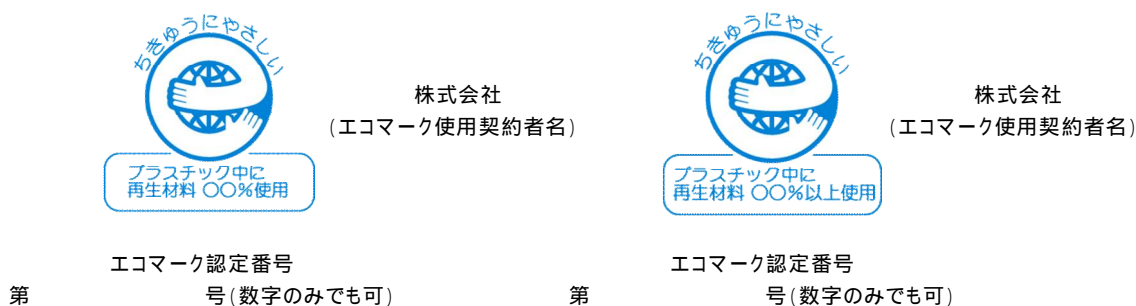 ちきゅうにやさしい
株式会社
(エコマーク使用契約者名)
プラスチック中に
再生材料 〇〇%使用
エコマーク認定番号
第 号(数字のみでも可)
ちきゅうにやさしい
株式会社
(エコマーク使用契約者名)
プラスチック中に
再生材料 〇〇%以上使用
エコマーク認定番号
第 号(数字のみでも可)